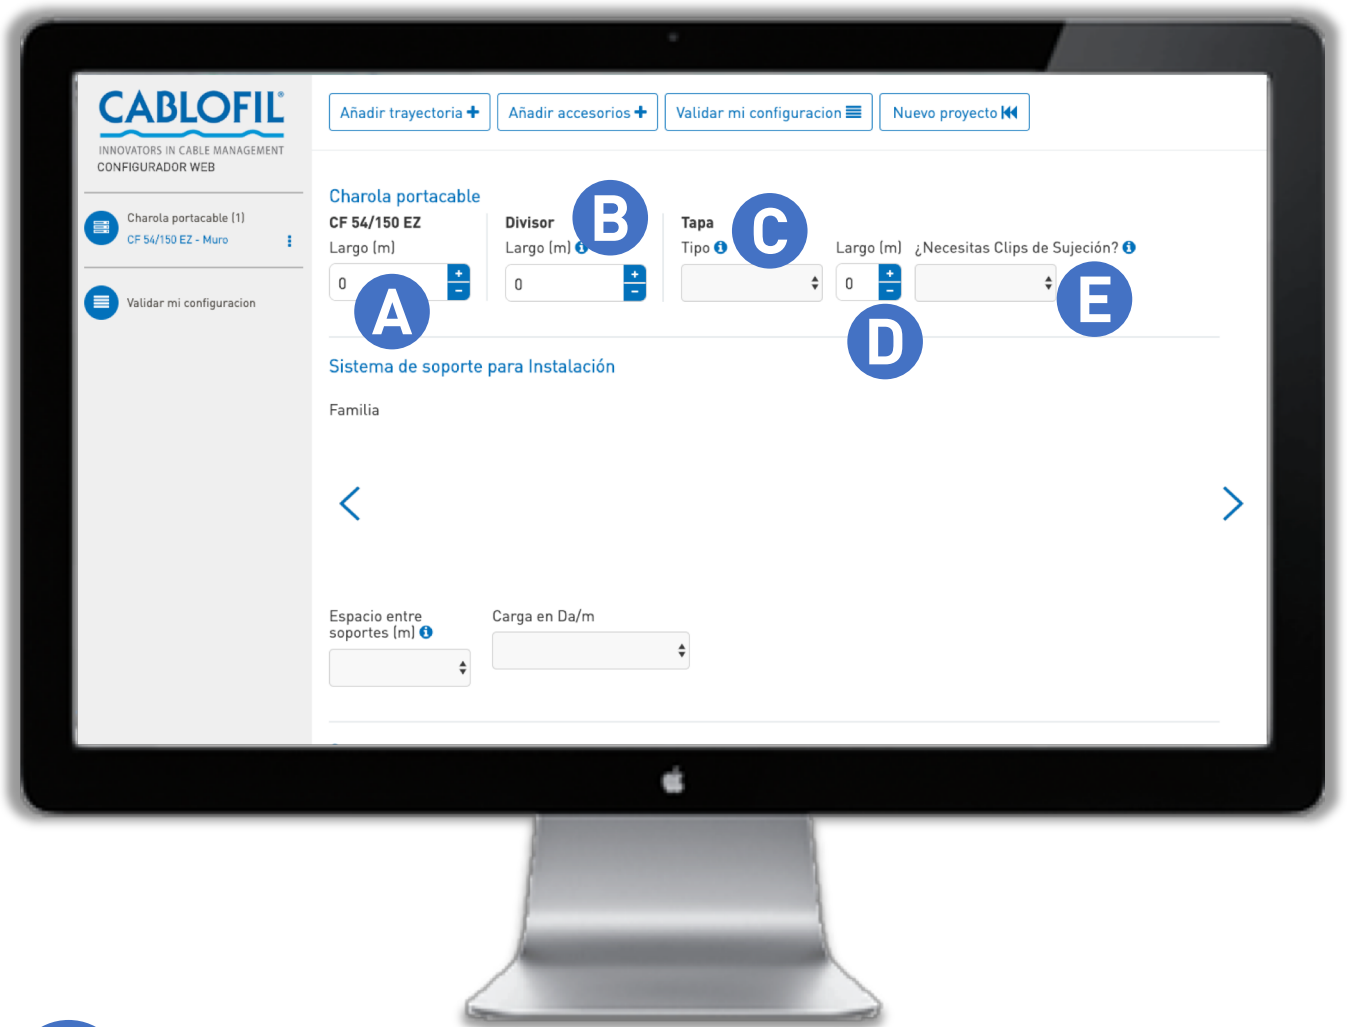 CABLOFIL®
INNOVATORS IN CABLE MANAGEMENT
CONFIGURADOR WEB
Charola portacable (1)
CF 54/150 EZ - Muro
Validar mi configuracion
Añadir trayectoria +
Añadir accesorios +
Validar mi configuracion
Nuevo proyecto
Charola portacable
CF 54/150 EZ
Largo (m)
0
A
Divisor
Largo (m)
0
B
Tapa
Tipo
C
Largo (m)
0
D
¿Necesitas Clips de Sujeción?
E
Sistema de soporte para Instalación
Familia
Espacio entre
soportes (m)
Carga en Da/m